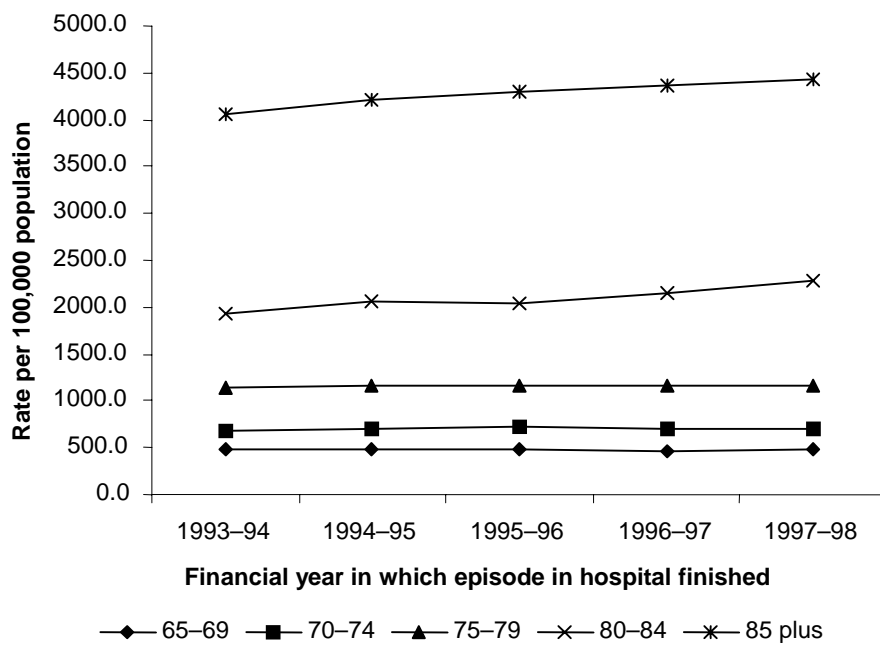 5000.0
4500.0
4000.0
3500.0
3000.0
2500.0
2000.0
1500.0
1000.0
500.0
0.0
Rate per 100,000 population
1993–94 1994–95 1995–96 1996–97 1997–98
Financial year in which episode in hospital finished
65–69 70–74 75–79 80–84 85 plus